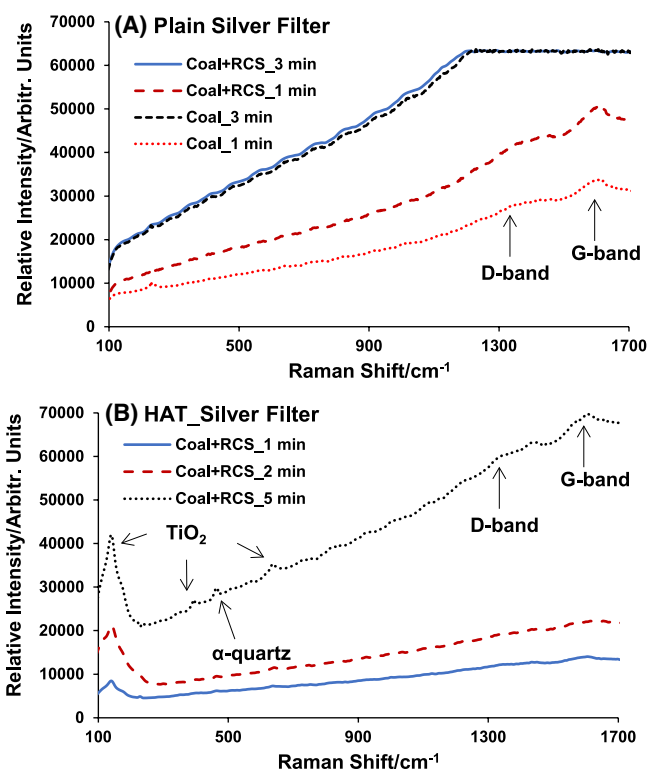 (A) Plain Silver Filter
Relative Intensity/Arbitr. Units
70000
60000
50000
40000
30000
20000
10000
0
Coal+RCS_3 min
Coal+RCS_1 min
Coal_3 min
Coal_1 min
D-band
G-band
100 500 900 1300 1700
Raman Shift/cm⁻¹
(B) HAT_Silver Filter
Relative Intensity/Arbitr. Units
70000
60000
50000
40000
30000
20000
10000
0
Coal+RCS_1 min
Coal+RCS_2 min
Coal+RCS_5 min
TiO₂
α-quartz
D-band
G-band
100 500 900 1300 1700
Raman Shift/cm⁻¹